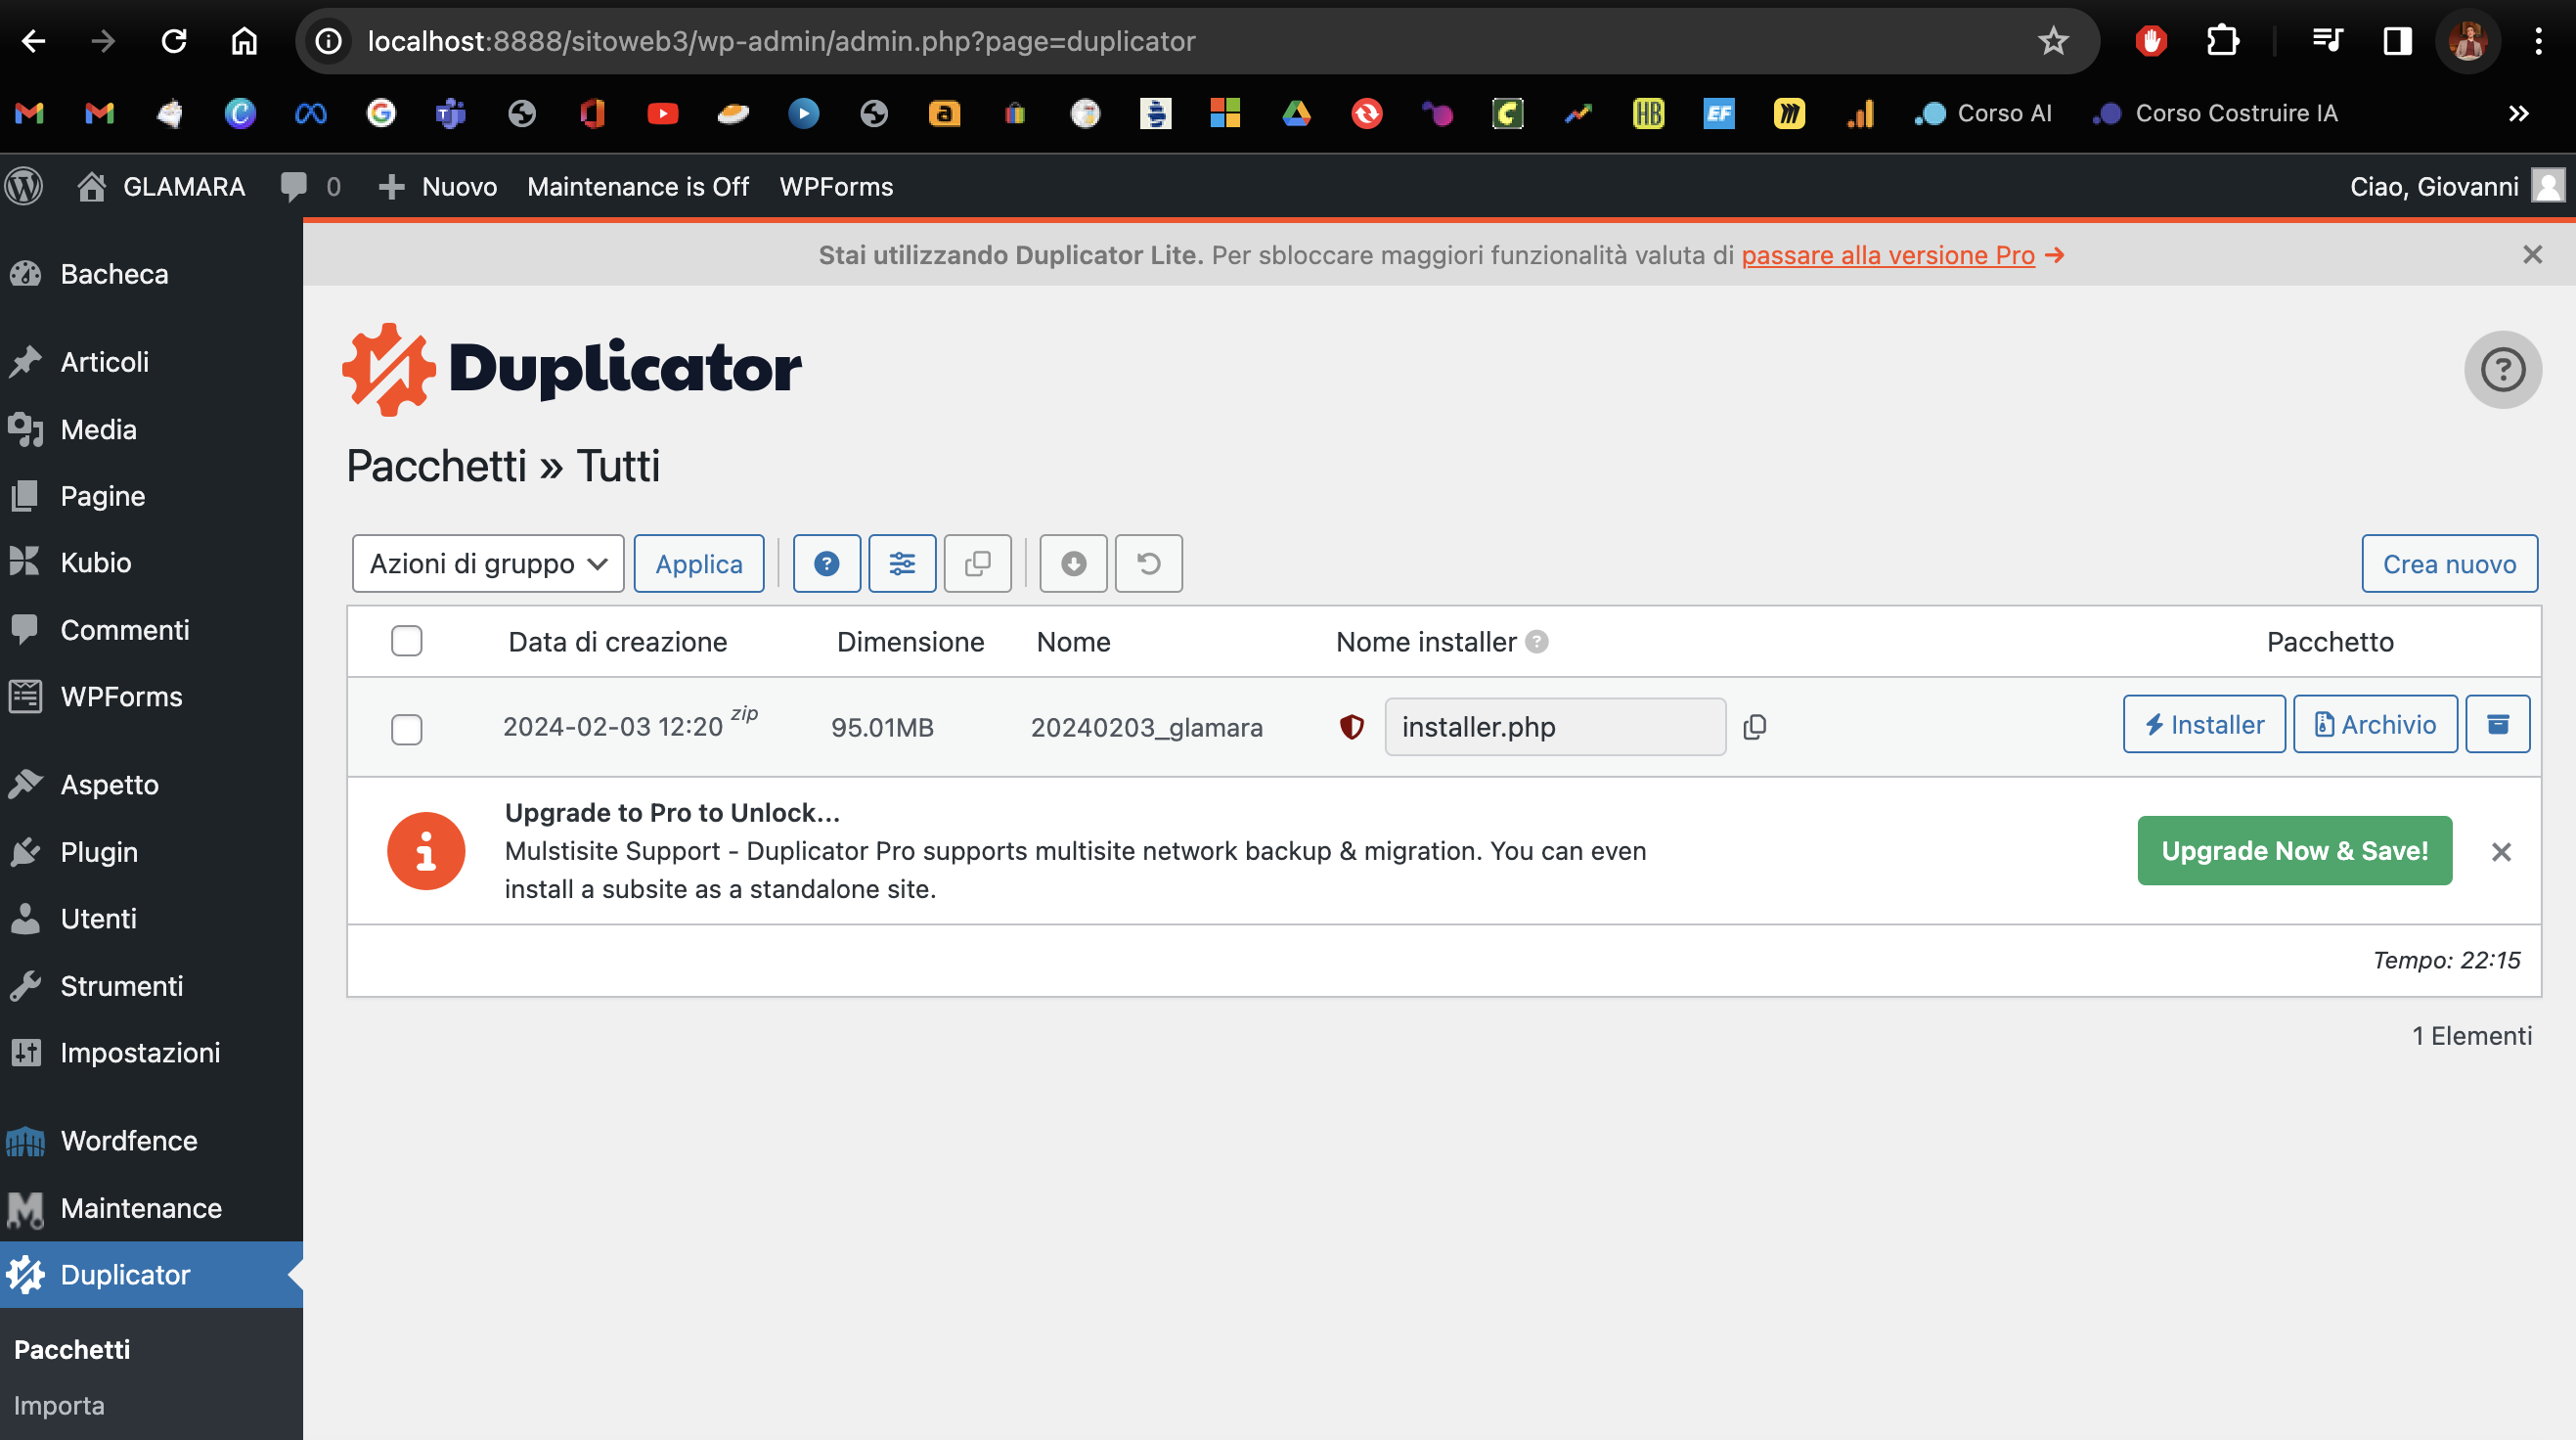 localhost:8888/sitoweb3/wp-admin/admin.php?page=duplicator
Corso AI
Corso Costruire IA
GLAMARA
0
Nuovo
Maintenance is Off
WPForms
Ciao, Giovanni
Stai utilizzando Duplicator Lite. Per sbloccare maggiori funzionalità valuta di passare alla versione Pro →
Bacheca
Articoli
Media
Pagine
Kubio
Commenti
WPForms
Aspetto
Plugin
Utenti
Strumenti
Impostazioni
Wordfence
Maintenance
Duplicator
Pacchetti
Importa
Duplicator
Pacchetti » Tutti
Azioni di gruppo
Applica
Crea nuovo
Data di creazione
Dimensione
Nome
Nome installer
Pacchetto
2024-02-03 12:20 zip
95.01MB
20240203_glamara
installer.php
Installer
Archivio
Upgrade to Pro to Unlock...
Mulstisite Support - Duplicator Pro supports multisite network backup & migration. You can even
install a subsite as a standalone site.
Upgrade Now & Save!
Tempo: 22:15
1 Elementi